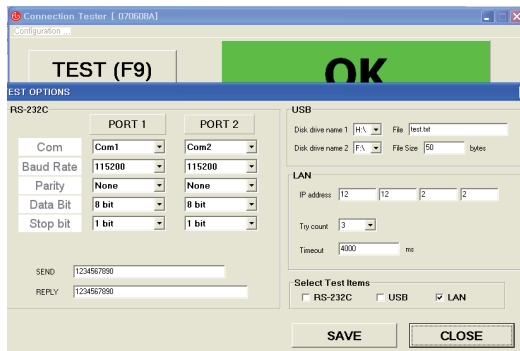 Connection Tester [ 070608A]
Configuration ...
TEST (F9)
OK
EST OPTIONS
RS-232C
PORT 1 PORT 2
Com Com1 Com2
Baud Rate 115200 115200
Parity None None
Data Bit 8 bit 8 bit
Stop bit 1 bit 1 bit
SEND 1234567890
REPLY 1234567890
USB
Disk drive name 1 H:\ File test.txt
Disk drive name 2 F:\ File Size 50 bytes
LAN
IP address 12 12 2 2
Try count 3
Timeout 4000 ms
Select Test Items
RS-232C USB LAN
SAVE CLOSE